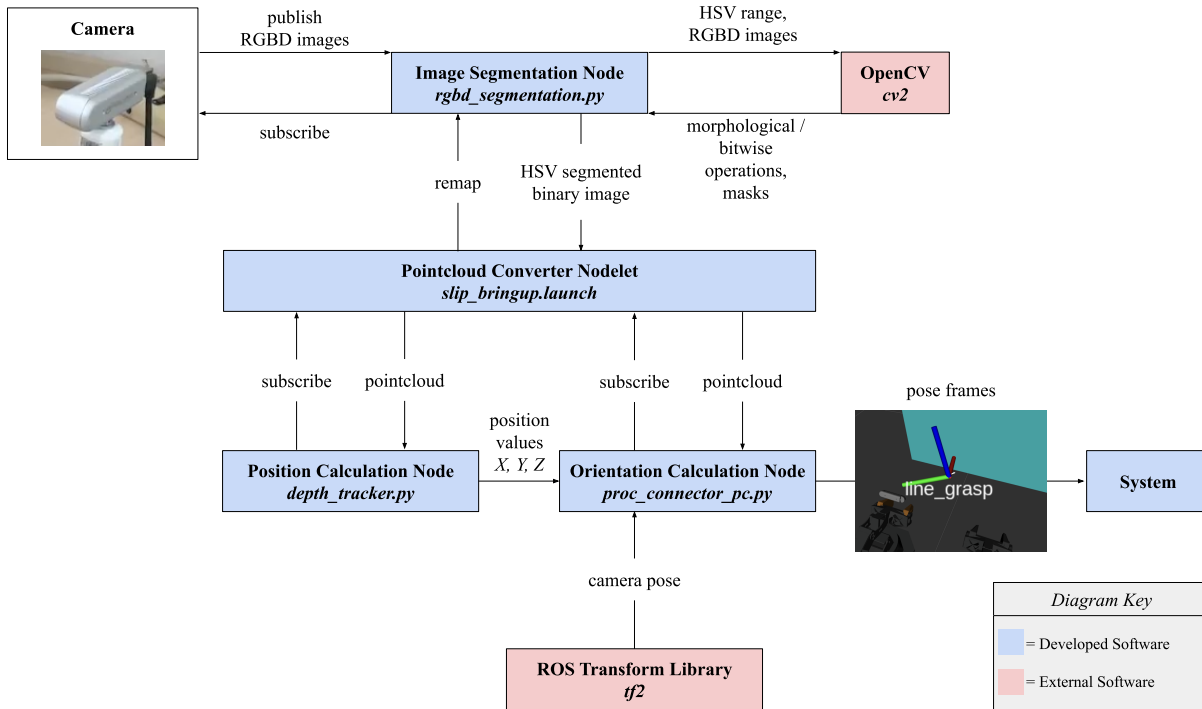 Camera
publish
RGBD images
HSV range,
RGBD images
Image Segmentation Node
rgbd_segmentation.py
OpenCV
cv2
subscribe
morphological /
bitwise
operations,
masks
remap
HSV segmented
binary image
Pointcloud Converter Nodelet
slip_bringup.launch
subscribe
pointcloud
subscribe
pointcloud
pose frames
position
values
X, Y, Z
Position Calculation Node
depth_tracker.py
Orientation Calculation Node
proc_connector_pc.py
line_grasp
System
camera pose
Diagram Key
= Developed Software
= External Software
ROS Transform Library
tf2